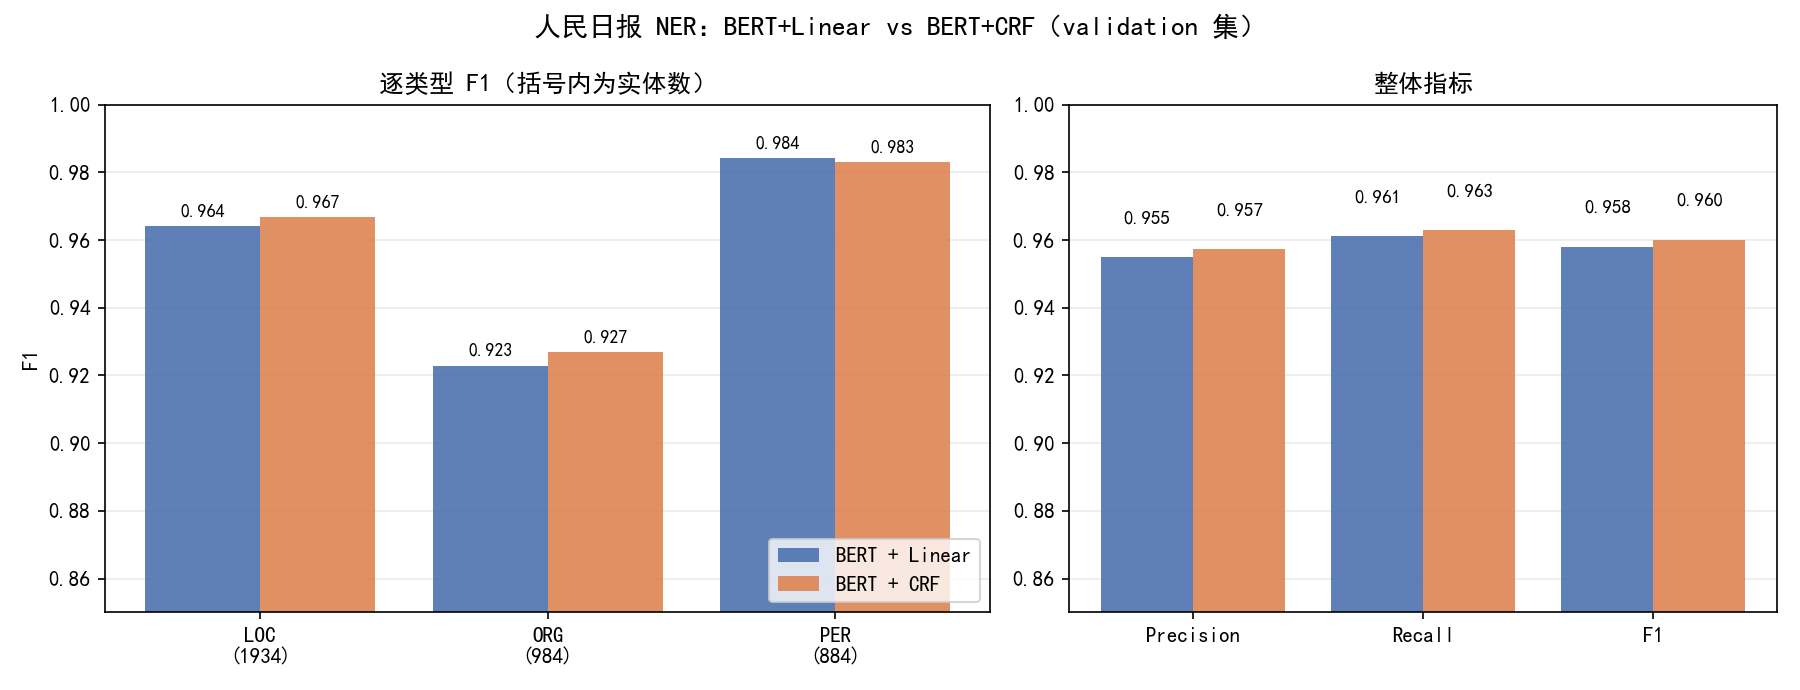 人民日报 NER：BERT+Linear vs BERT+CRF（validation 集）
逐类型 F1（括号内为实体数）
1.00
0.98
0.96
0.94
0.92
0.90
0.88
0.86
F1
0.964
0.967
0.923
0.927
0.984
0.983
BERT + Linear
BERT + CRF
LOC
(1934)
ORG
(984)
PER
(884)
整体指标
1.00
0.98
0.96
0.94
0.92
0.90
0.88
0.86
0.955
0.957
0.961
0.963
0.958
0.960
Precision
Recall
F1